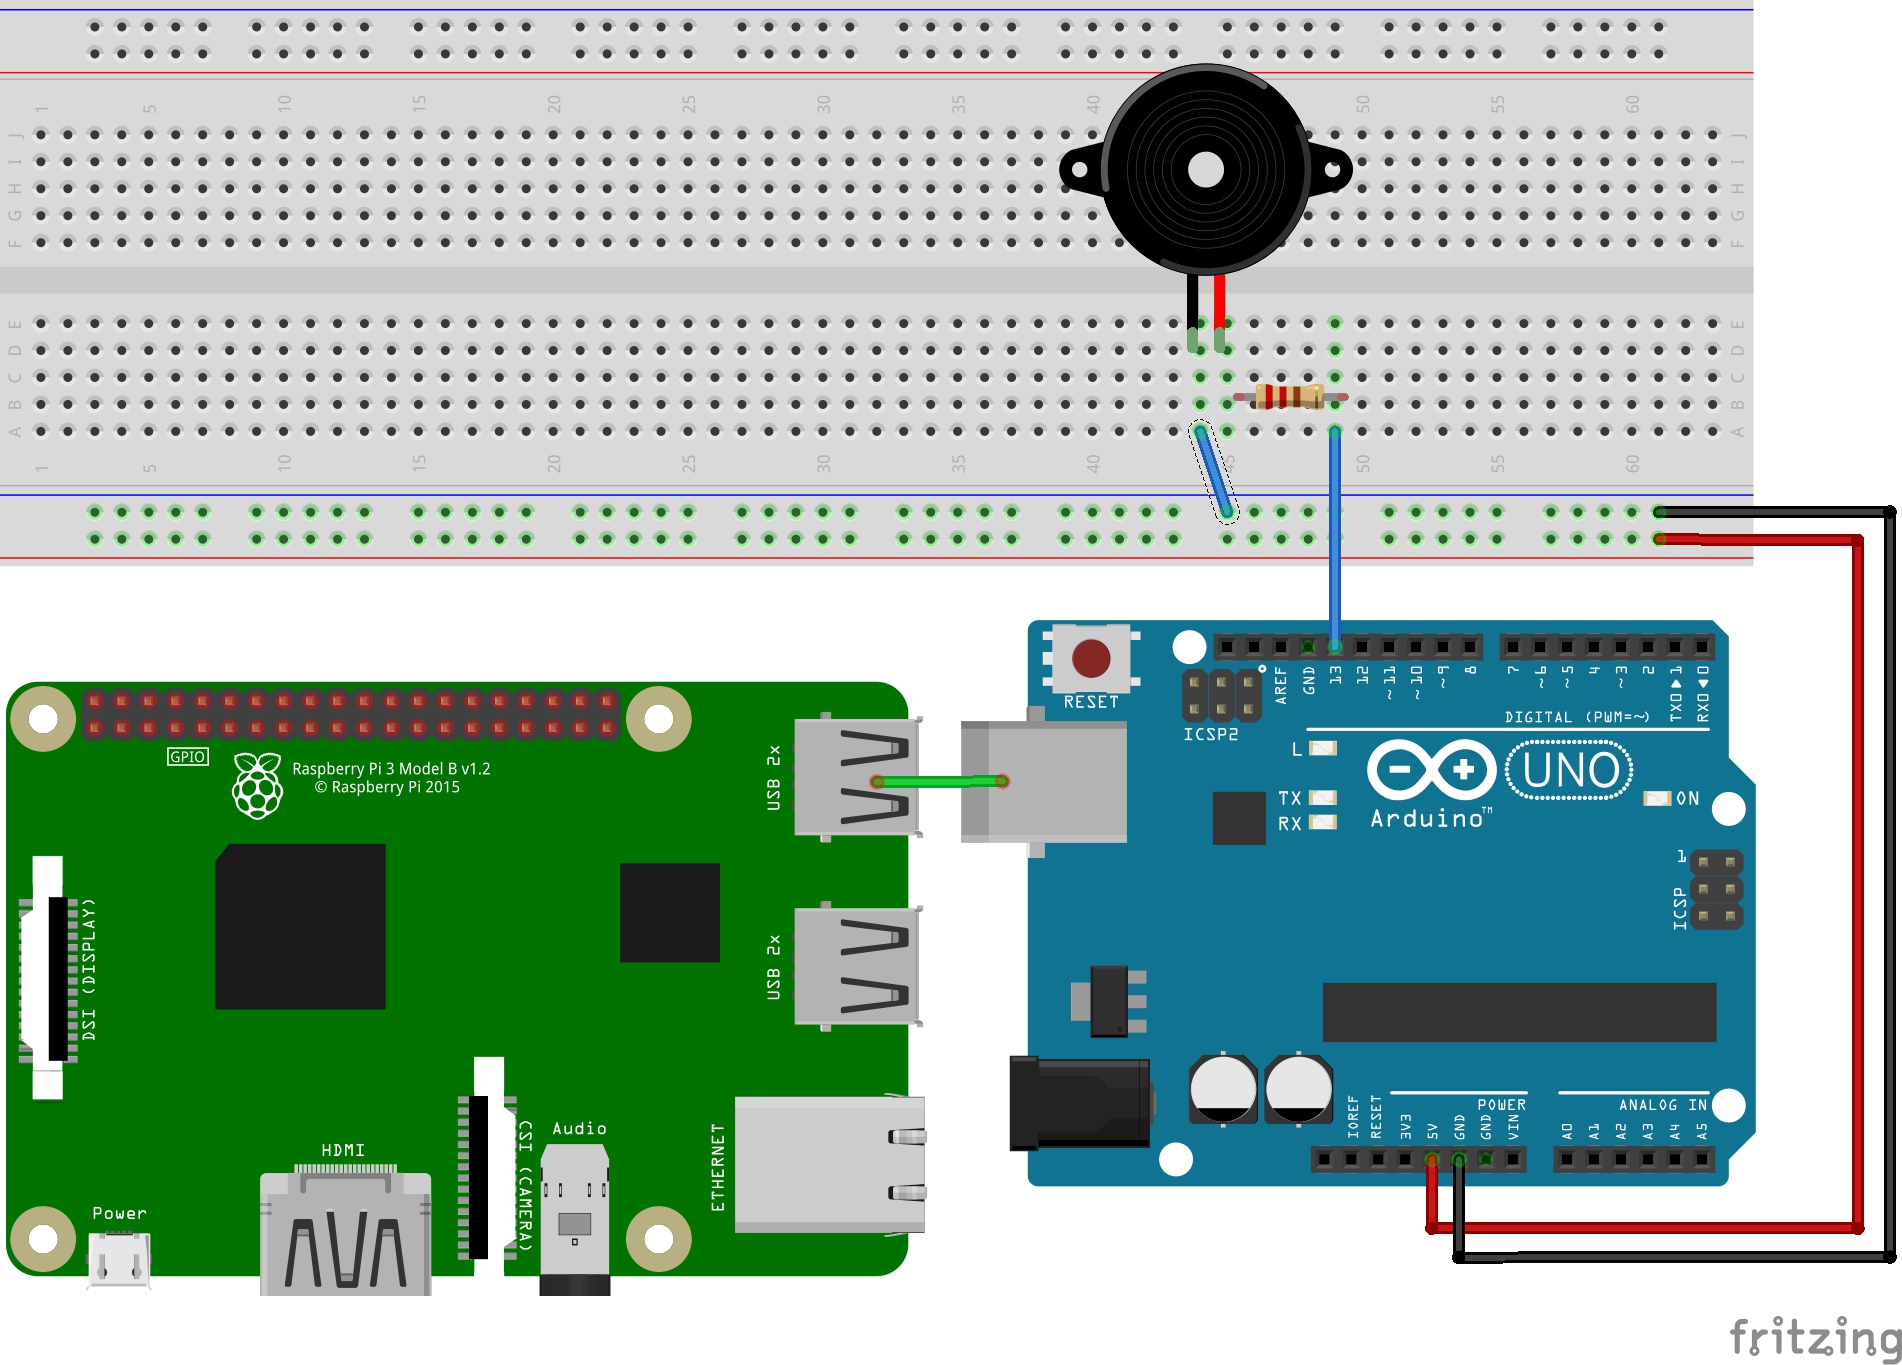 1 5 10 15 20 25 30 35 40 50 55 60
J J
I I
H H
G G
F F
E E
D D
C C
B B
A A
1 5 10 15 20 25 30 35 40 45 50 55 60
RESET
AREF GND 13 12 ~11 ~10 ~9 8 7 ~6 ~5 4 ~3 2 TX0▶1 RX0◀0
ICSP2
DIGITAL (PWM=~)
L
TX
RX
Arduino™
UNO
ON
1
ICSP
IOREF RESET 3V3 5V GND GND VIN
POWER
A0 A1 A2 A3 A4 A5
ANALOG IN
GPIO
Raspberry Pi 3 Model B v1.2
© Raspberry Pi 2015
USB 2x
USB 2x
DSI (DISPLAY)
CSI (CAMERA)
ETHERNET
Audio
HDMI
Power
fritzing